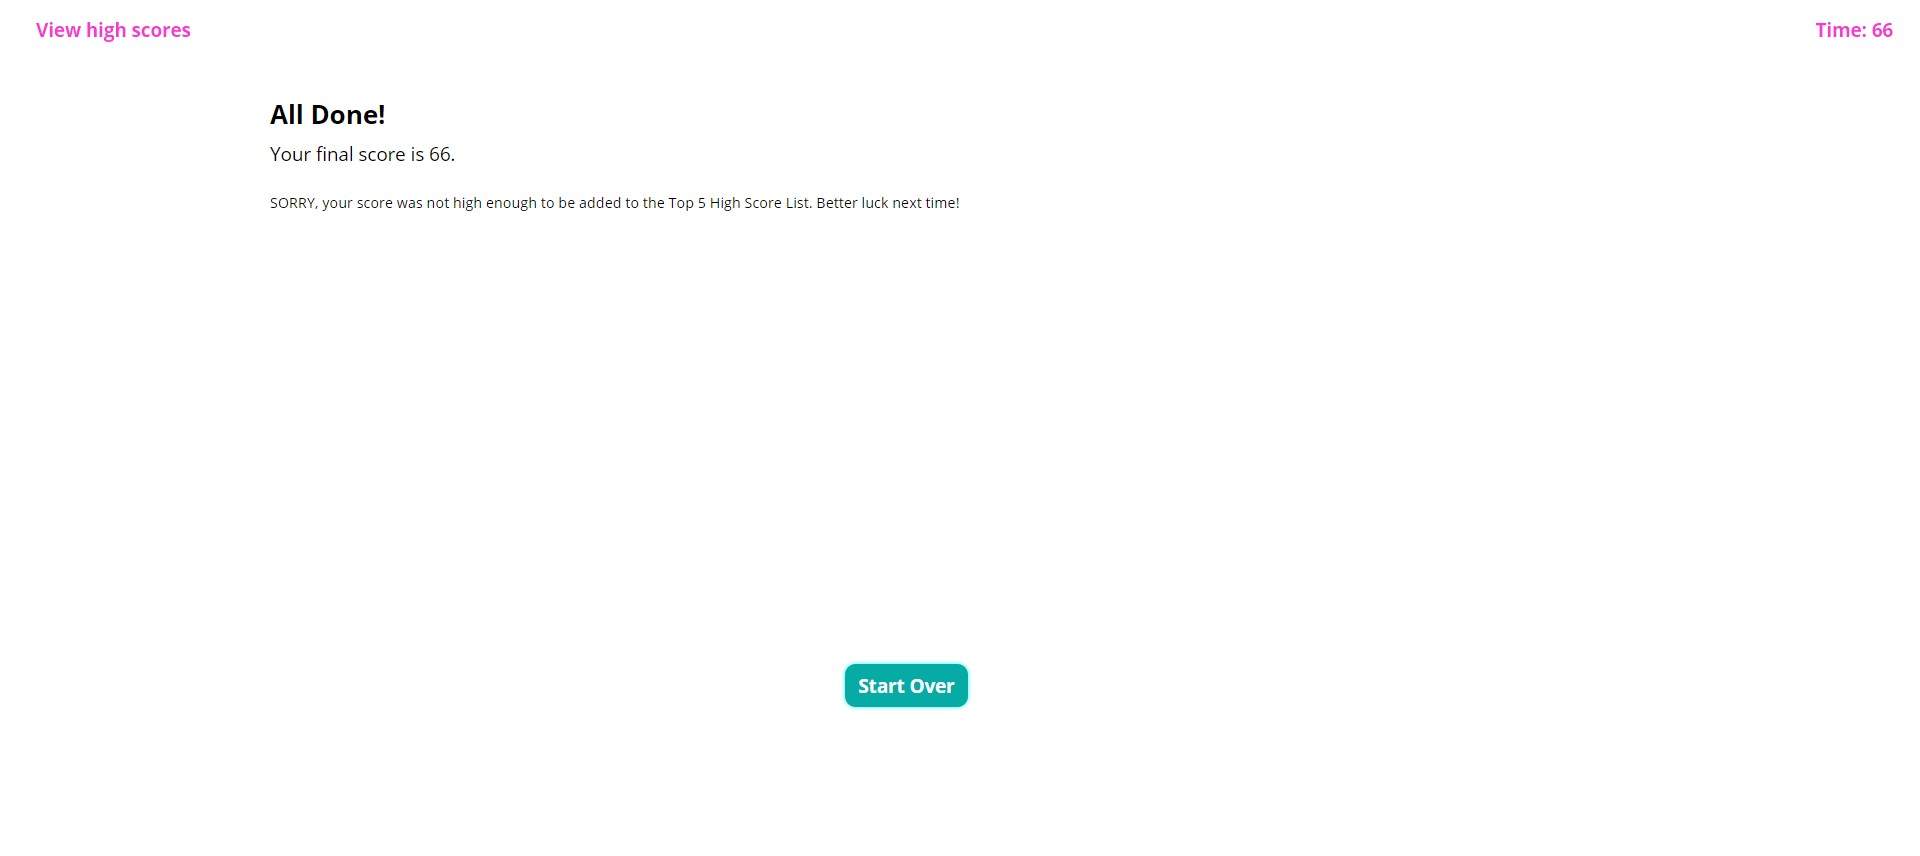 View high scores
Time: 66
All Done!
Your final score is 66.
SORRY, your score was not high enough to be added to the Top 5 High Score List. Better luck next time!
Start Over